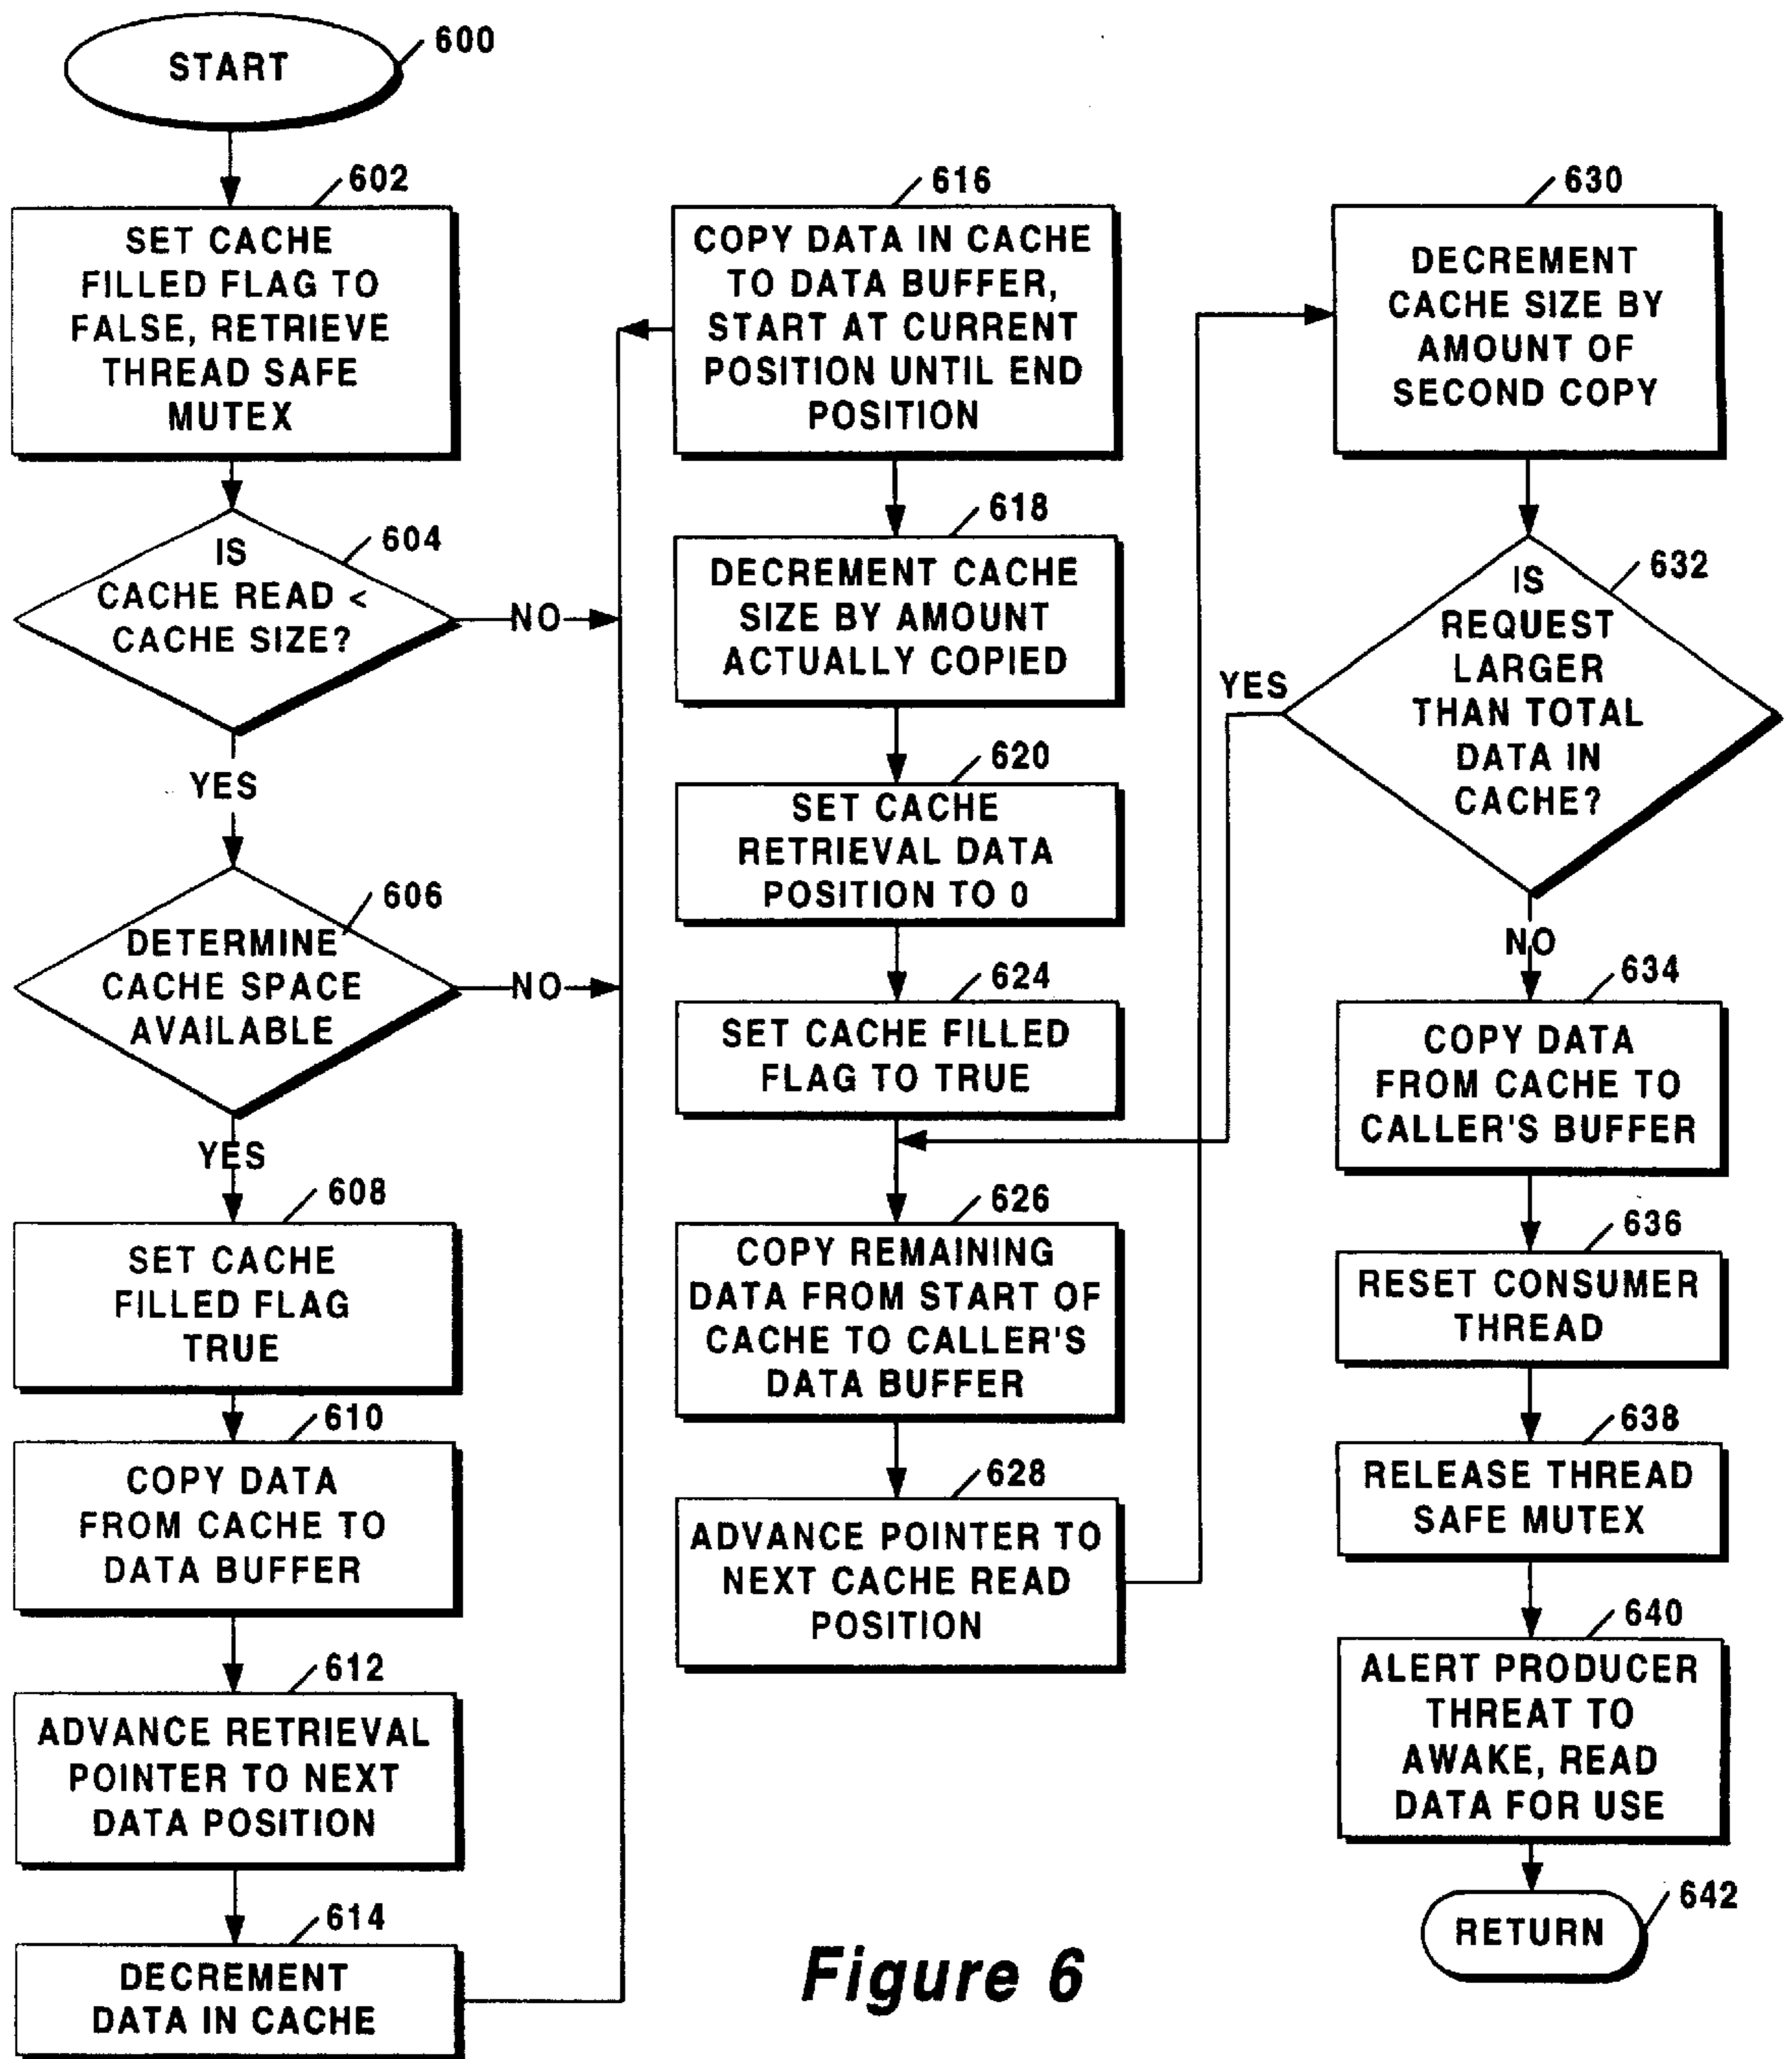 START
600
602
SET CACHE
FILLED FLAG TO
FALSE, RETRIEVE
THREAD SAFE
MUTEX
604
IS
CACHE READ <
CACHE SIZE?
NO
YES
606
DETERMINE
CACHE SPACE
AVAILABLE
NO
YES
608
SET CACHE
FILLED FLAG
TRUE
610
COPY DATA
FROM CACHE TO
DATA BUFFER
612
ADVANCE RETRIEVAL
POINTER TO NEXT
DATA POSITION
614
DECREMENT
DATA IN CACHE
616
COPY DATA IN CACHE
TO DATA BUFFER,
START AT CURRENT
POSITION UNTIL END
POSITION
618
DECREMENT CACHE
SIZE BY AMOUNT
ACTUALLY COPIED
620
SET CACHE
RETRIEVAL DATA
POSITION TO 0
624
SET CACHE FILLED
FLAG TO TRUE
626
COPY REMAINING
DATA FROM START OF
CACHE TO CALLER'S
DATA BUFFER
628
ADVANCE POINTER TO
NEXT CACHE READ
POSITION
630
DECREMENT
CACHE SIZE BY
AMOUNT OF
SECOND COPY
632
IS
REQUEST
LARGER
THAN TOTAL
DATA IN
CACHE?
YES
NO
634
COPY DATA
FROM CACHE TO
CALLER'S BUFFER
636
RESET CONSUMER
THREAD
638
RELEASE THREAD
SAFE MUTEX
640
ALERT PRODUCER
THREAT TO
AWAKE, READ
DATA FOR USE
642
RETURN
Figure 6